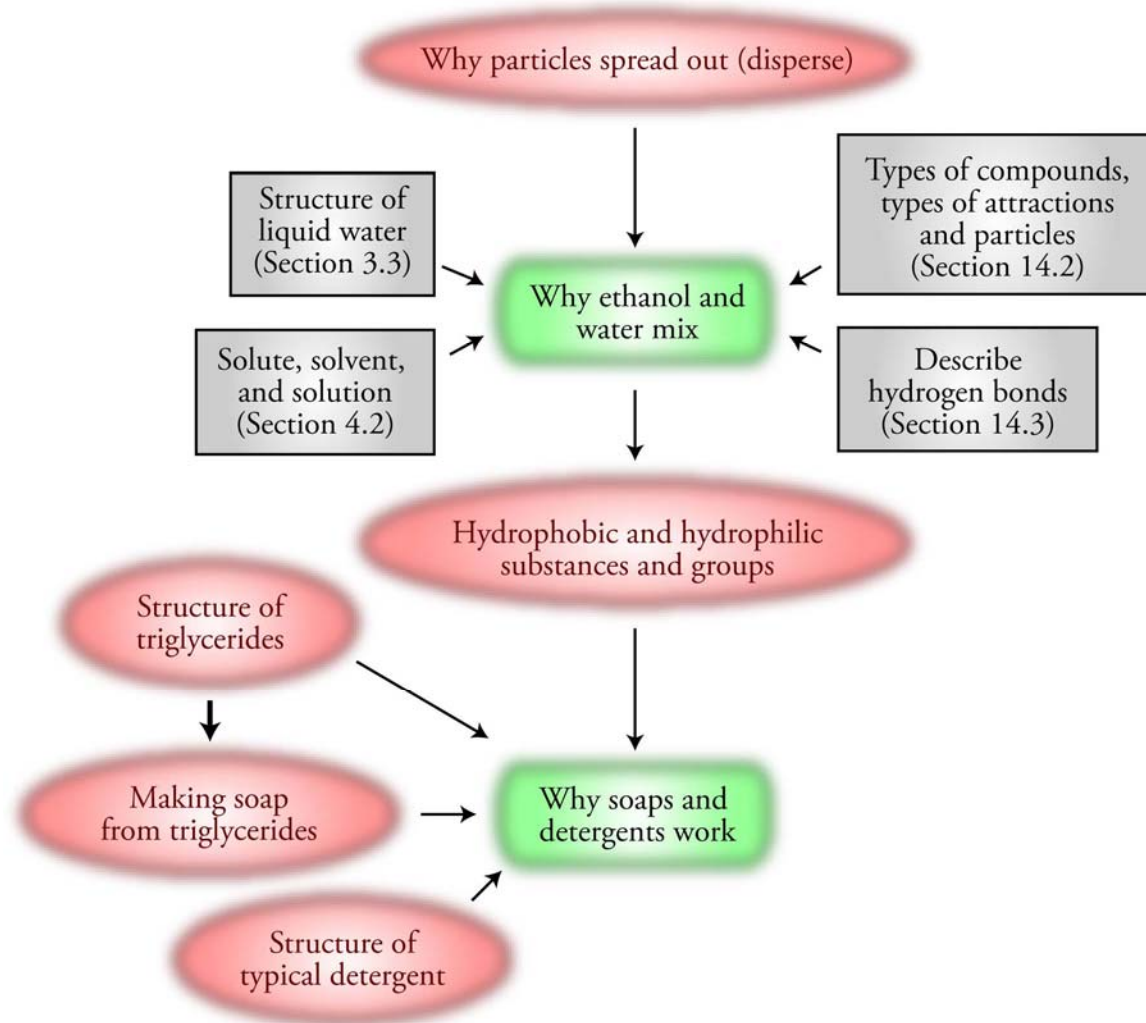 Why particles spread out (disperse)
Structure of
liquid water
(Section 3.3)
Types of compounds,
types of attractions
and particles
(Section 14.2)
Why ethanol and
water mix
Solute, solvent,
and solution
(Section 4.2)
Describe
hydrogen bonds
(Section 14.3)
Hydrophobic and hydrophilic
substances and groups
Structure of
triglycerides
Making soap
from triglycerides
Why soaps and
detergents work
Structure of
typical detergent